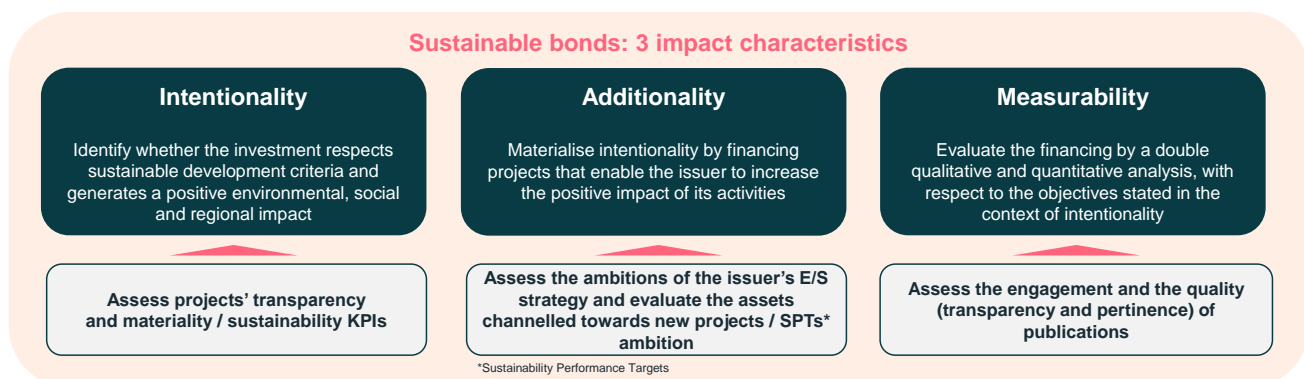 Sustainable bonds: 3 impact characteristics
Intentionality
Identify whether the investment respects
sustainable development criteria and
generates a positive environmental, social
and regional impact
Assess projects’ transparency
and materiality / sustainability KPIs
Additionality
Materialise intentionality by financing
projects that enable the issuer to increase
the positive impact of its activities
Assess the ambitions of the issuer’s E/S
strategy and evaluate the assets
channelled towards new projects / SPTs*
ambition
*Sustainability Performance Targets
Measurability
Evaluate the financing by a double
qualitative and quantitative analysis, with
respect to the objectives stated in the
context of intentionality
Assess the engagement and the quality
(transparency and pertinence) of
publications